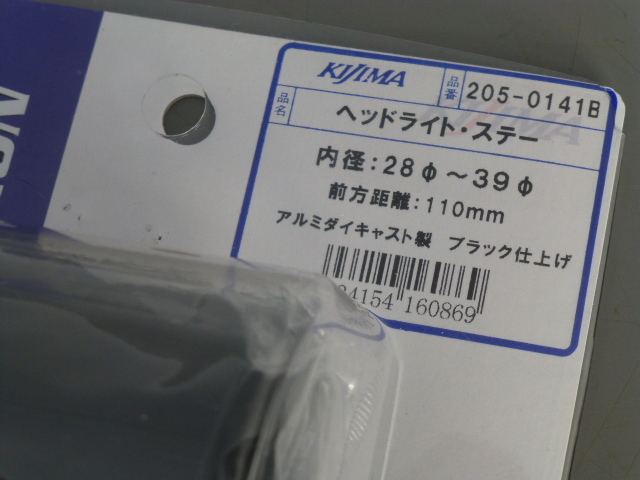 KIJIMA 品番 205-0141B
品名 ヘッドライト・ステー
内径:28φ～39φ
前方距離:110mm
アルミダイキャスト製 ブラック仕上げ
4154 160869